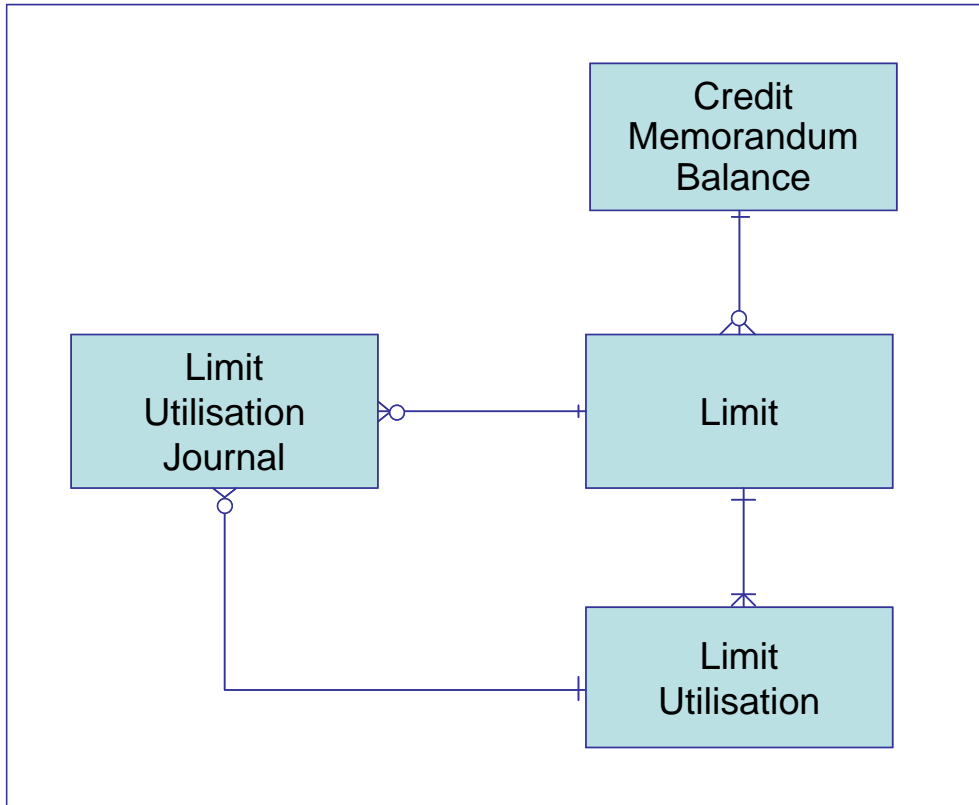 Credit
Memorandum
Balance
Limit
Utilisation
Journal
Limit
Limit
Utilisation